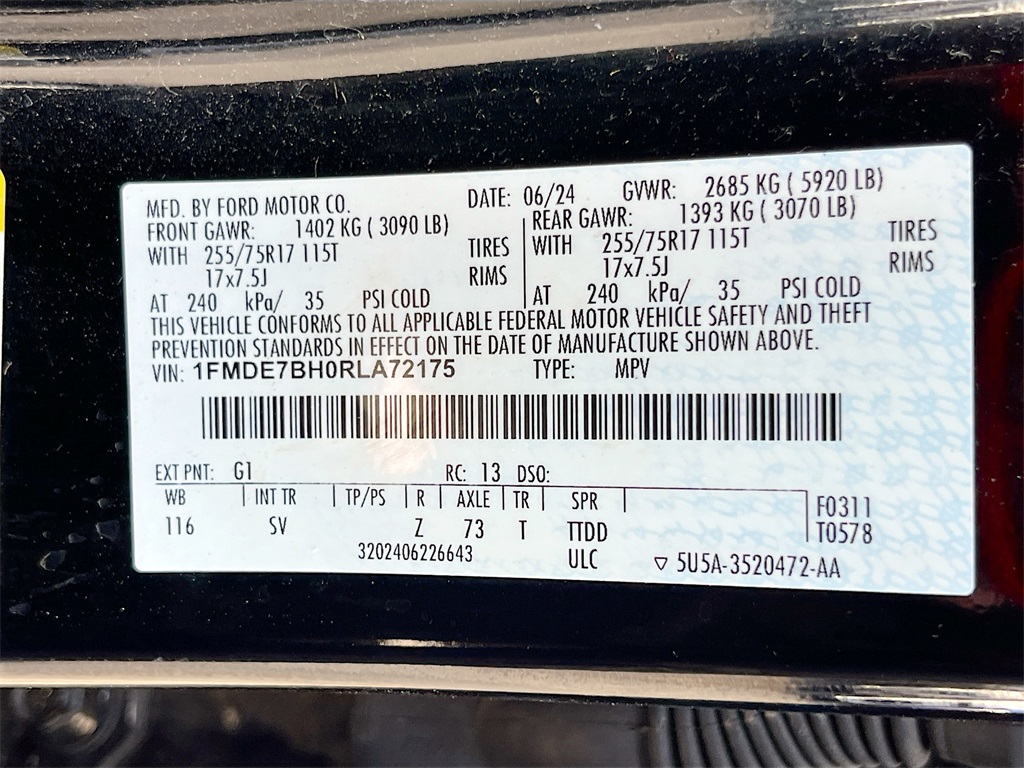 MFD. BY FORD MOTOR CO. DATE: 06/24 GVWR: 2685 KG ( 5920 LB)
FRONT GAWR: 1402 KG ( 3090 LB) REAR GAWR: 1393 KG ( 3070 LB)
WITH 255/75R17 115T TIRES WITH 255/75R17 115T TIRES
17x7.5J RIMS 17x7.5J RIMS
AT 240 kPa/ 35 PSI COLD AT 240 kPa/ 35 PSI COLD
THIS VEHICLE CONFORMS TO ALL APPLICABLE FEDERAL MOTOR VEHICLE SAFETY AND THEFT
PREVENTION STANDARDS IN EFFECT ON THE DATE OF MANUFACTURE SHOWN ABOVE.
VIN: 1FMDE7BH0RLA72175 TYPE: MPV
EXT PNT: G1 RC: 13 DSO:
WB INT TR TP/PS R AXLE TR SPR F0311
116 SV Z 73 T TTDD T0578
3202406226643 ULC ▽ 5U5A-3520472-AA